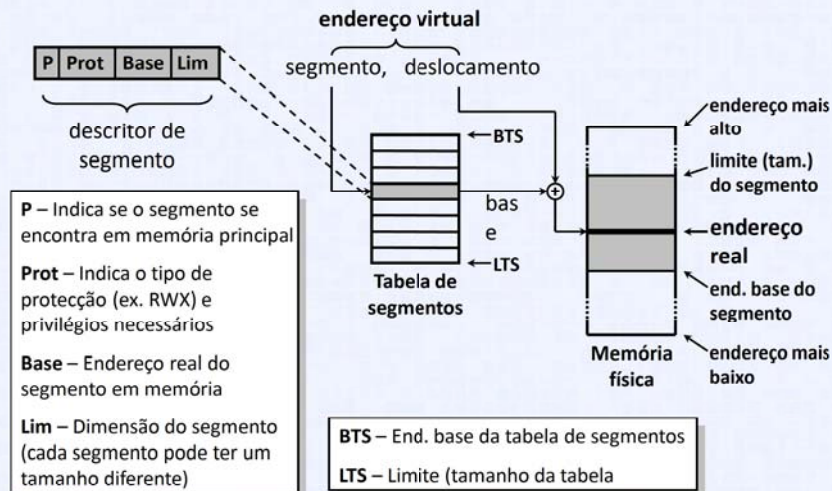 endereço virtual
segmento, deslocamento
P Prot Base Lim
descritor de
segmento
BTS
LTS
bas
e
Tabela de
segmentos
endereço mais
alto
limite (tam.)
do segmento
endereço
real
end. base do
segmento
endereço mais
baixo
Memória
física
P – Indica se o segmento se
encontra em memória principal
Prot – Indica o tipo de
protecção (ex. RWX) e
privilégios necessários
Base – Endereço real do
segmento em memória
Lim – Dimensão do segmento
(cada segmento pode ter um
tamanho diferente)
BTS – End. base da tabela de segmentos
LTS – Limite (tamanho da tabela